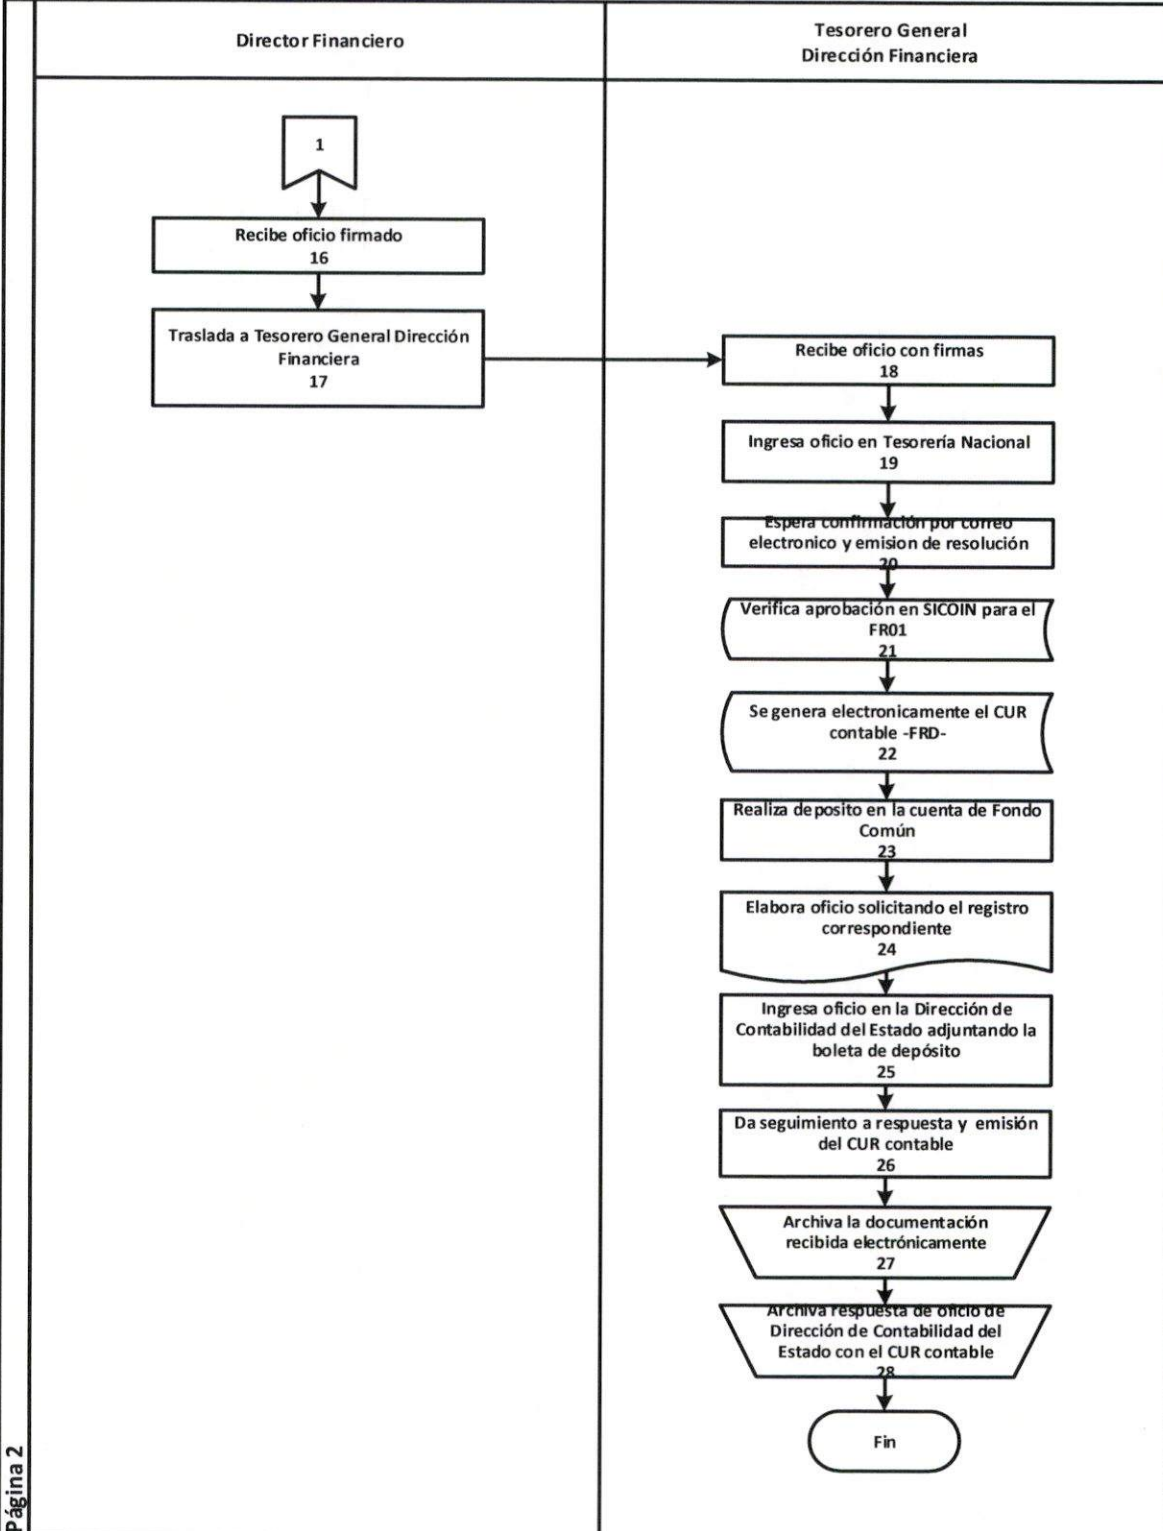 Director Financiero
Tesorero General
Dirección Financiera
1
Recibe oficio firmado
16
Traslada a Tesorero General Dirección
Financiera
17
Recibe oficio con firmas
18
Ingresa oficio en Tesorería Nacional
19
Espera confirmación por correo
electronico y emision de resolución
20
Verifica aprobación en SICOIN para el
FR01
21
Se genera electronicamente el CUR
contable -FRD-
22
Realiza deposito en la cuenta de Fondo
Común
23
Elabora oficio solicitando el registro
correspondiente
24
Ingresa oficio en la Dirección de
Contabilidad del Estado adjuntando la
boleta de depósito
25
Da seguimiento a respuesta y emisión
del CUR contable
26
Archiva la documentación
recibida electrónicamente
27
Archiva respuesta de oficio de
Dirección de Contabilidad del
Estado con el CUR contable
28
Fin
Página 2